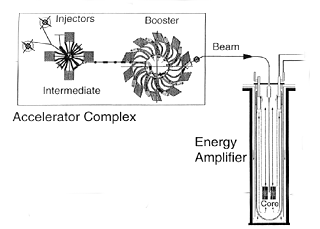 Injectors
Booster
Beam
Intermediate
Accelerator Complex
Energy
Amplifier
Core